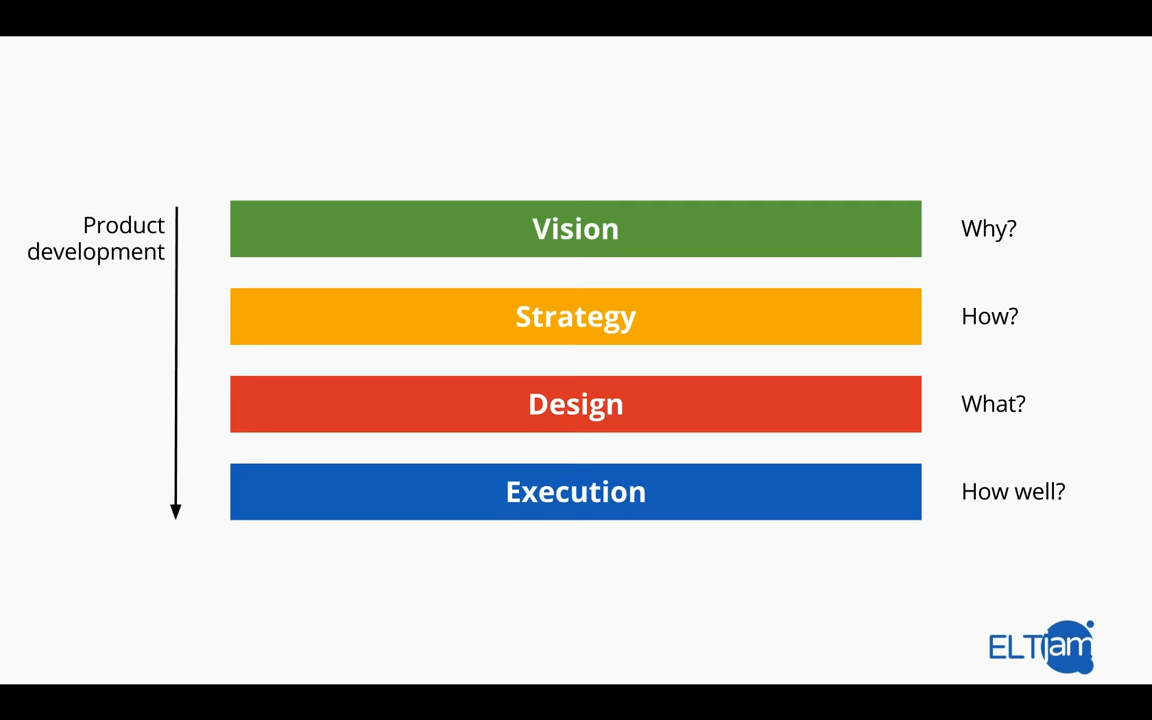 Product
development
Vision
Why?
Strategy
How?
Design
What?
Execution
How well?
ELTjam